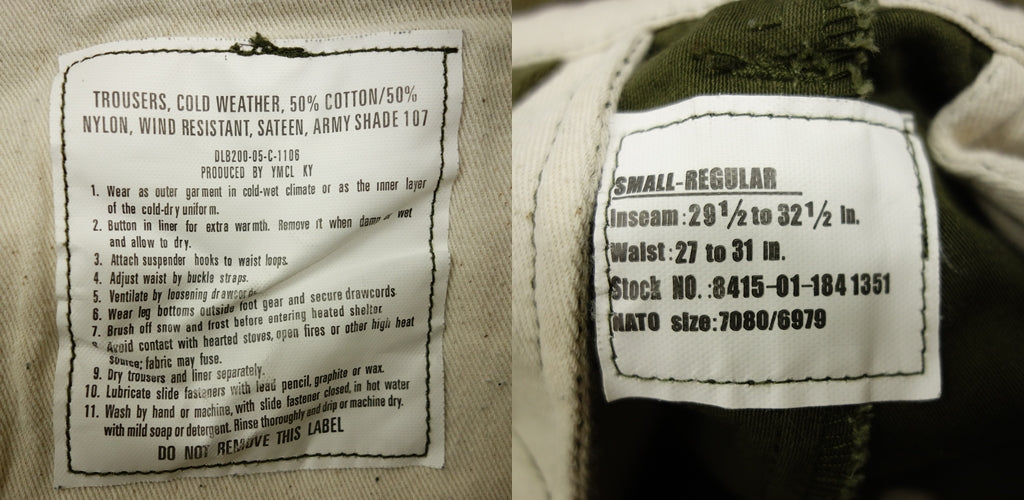 TROUSERS, COLD WEATHER, 50% COTTON/50%
NYLON, WIND RESISTANT, SATEEN, ARMY SHADE 107
DLB200-05-C-1106
PRODUCED BY YMCL KY
1. Wear as outer garment in cold-wet climate or as the inner layer
of the cold-dry uniform.
2. Button in liner for extra warmth. Remove it when damp or wet
and allow to dry.
3. Attach suspender hooks to waist loops.
4. Adjust waist by buckle straps.
5. Ventilate by loosening drawcords
6. Wear leg bottoms outside foot gear and secure drawcords
7. Brush off snow and frost before entering heated shelter.
8. Avoid contact with hearted stoves, open fires or other high heat
source; fabric may fuse.
9. Dry trousers and liner separately.
10. Lubricate slide fasteners with lead pencil, graphite or wax.
11. Wash by hand or machine, with slide fastener closed, in hot water
with mild soap or detergent. Rinse thoroughly and drip or machine dry.
DO NOT REMOVE THIS LABEL
SMALL-REGULAR
Inseam:29 1/2 to 32 1/2 in.
Waist:27 to 31 in.
Stock NO.:8415-01-1841351
NATO size:7080/6979